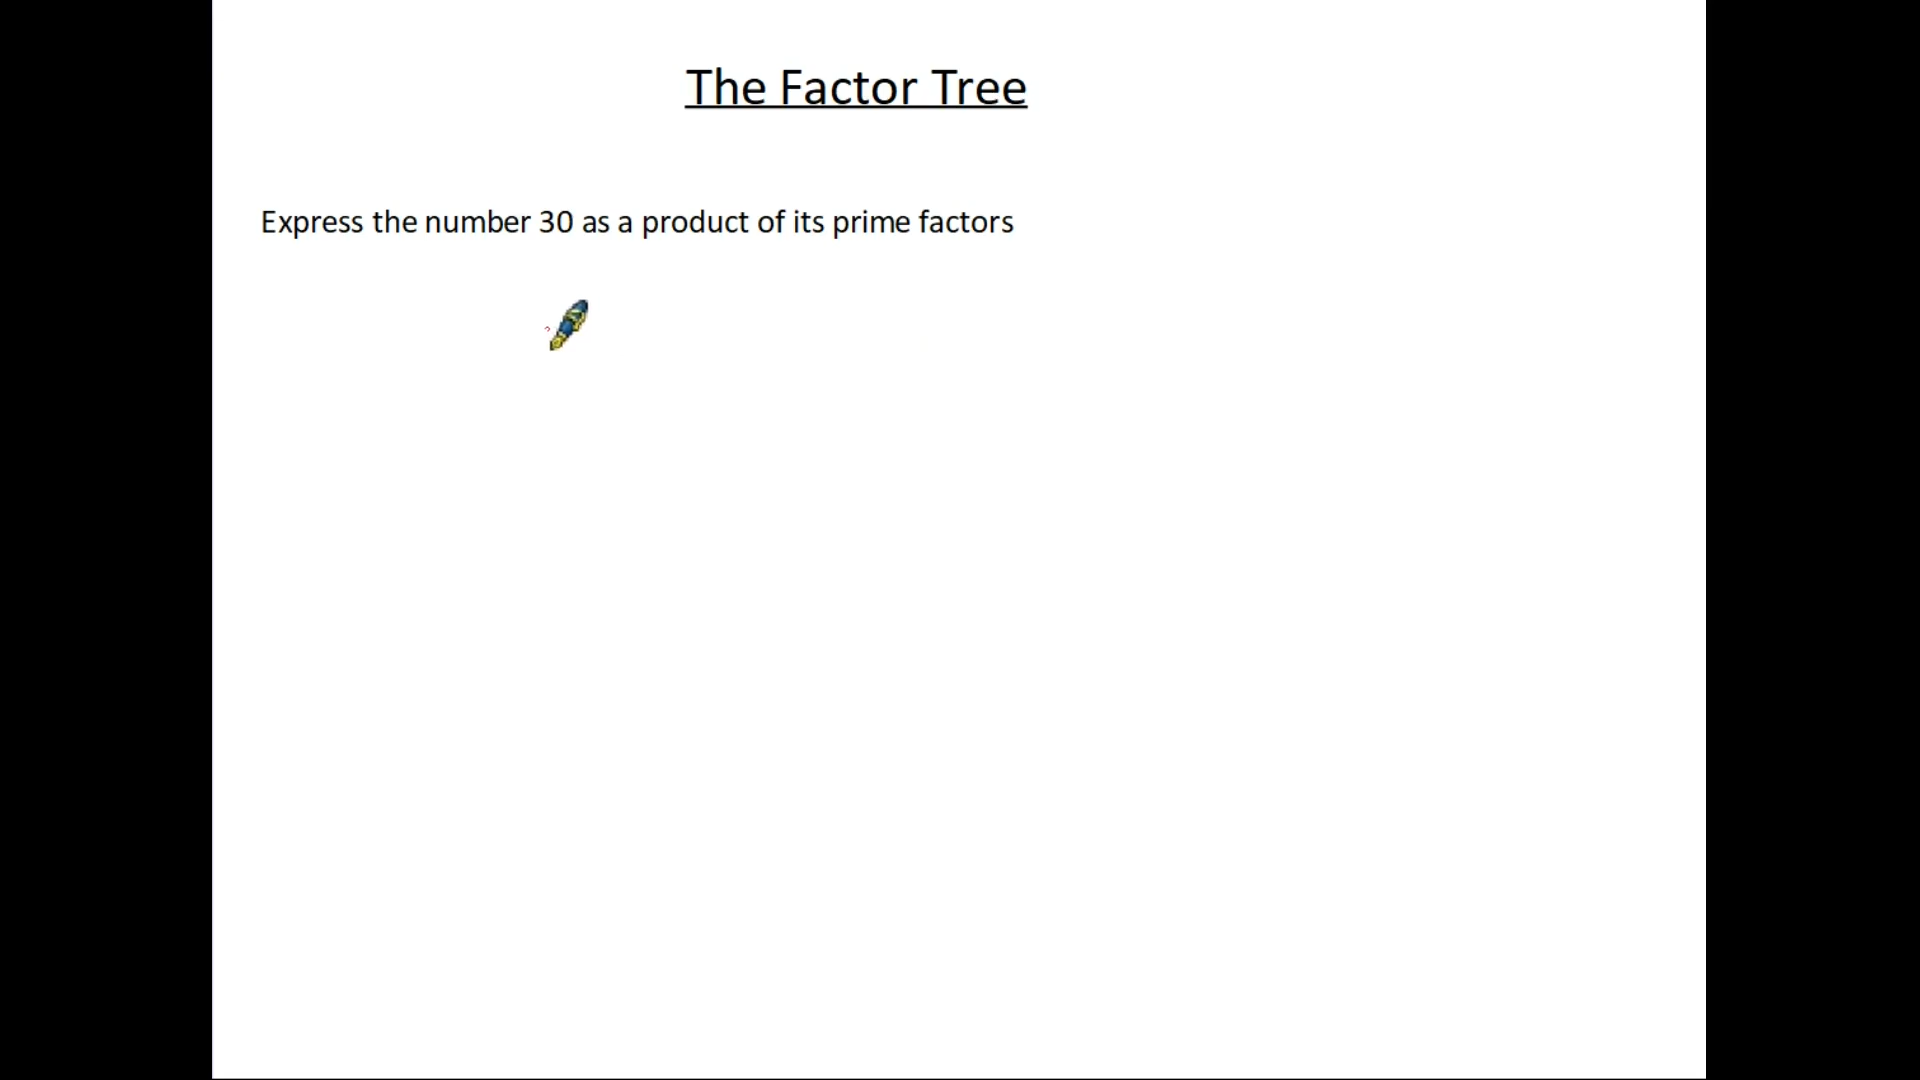 The Factor Tree
Express the number 30 as a product of its prime factors